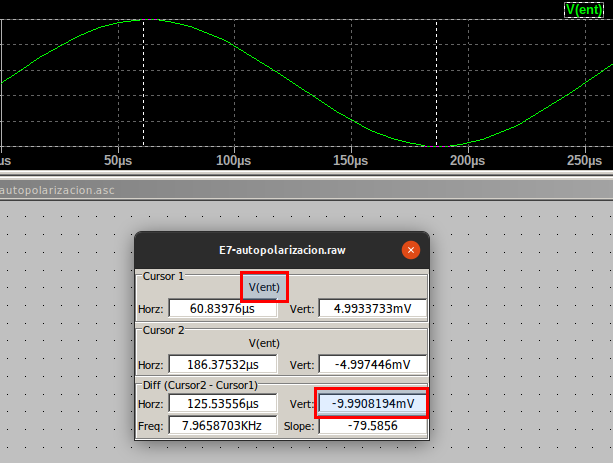 V(ent)
µs 50µs 100µs 150µs 200µs 250µs
autopolarizacion.asc
E7-autopolarizacion.raw
Cursor 1
V(ent)
Horz: 60.83976µs Vert: 4.9933733mV
Cursor 2
V(ent)
Horz: 186.37532µs Vert: -4.997446mV
Diff (Cursor2 - Cursor1)
Horz: 125.53556µs Vert: -9.9908194mV
Freq: 7.9658703KHz Slope: -79.5856